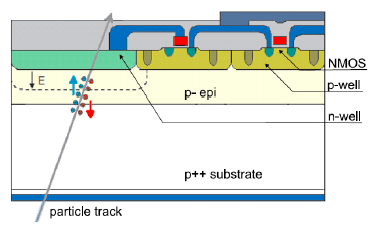 NMOS
E
p-well
p- epi
n-well
p++ substrate
particle track